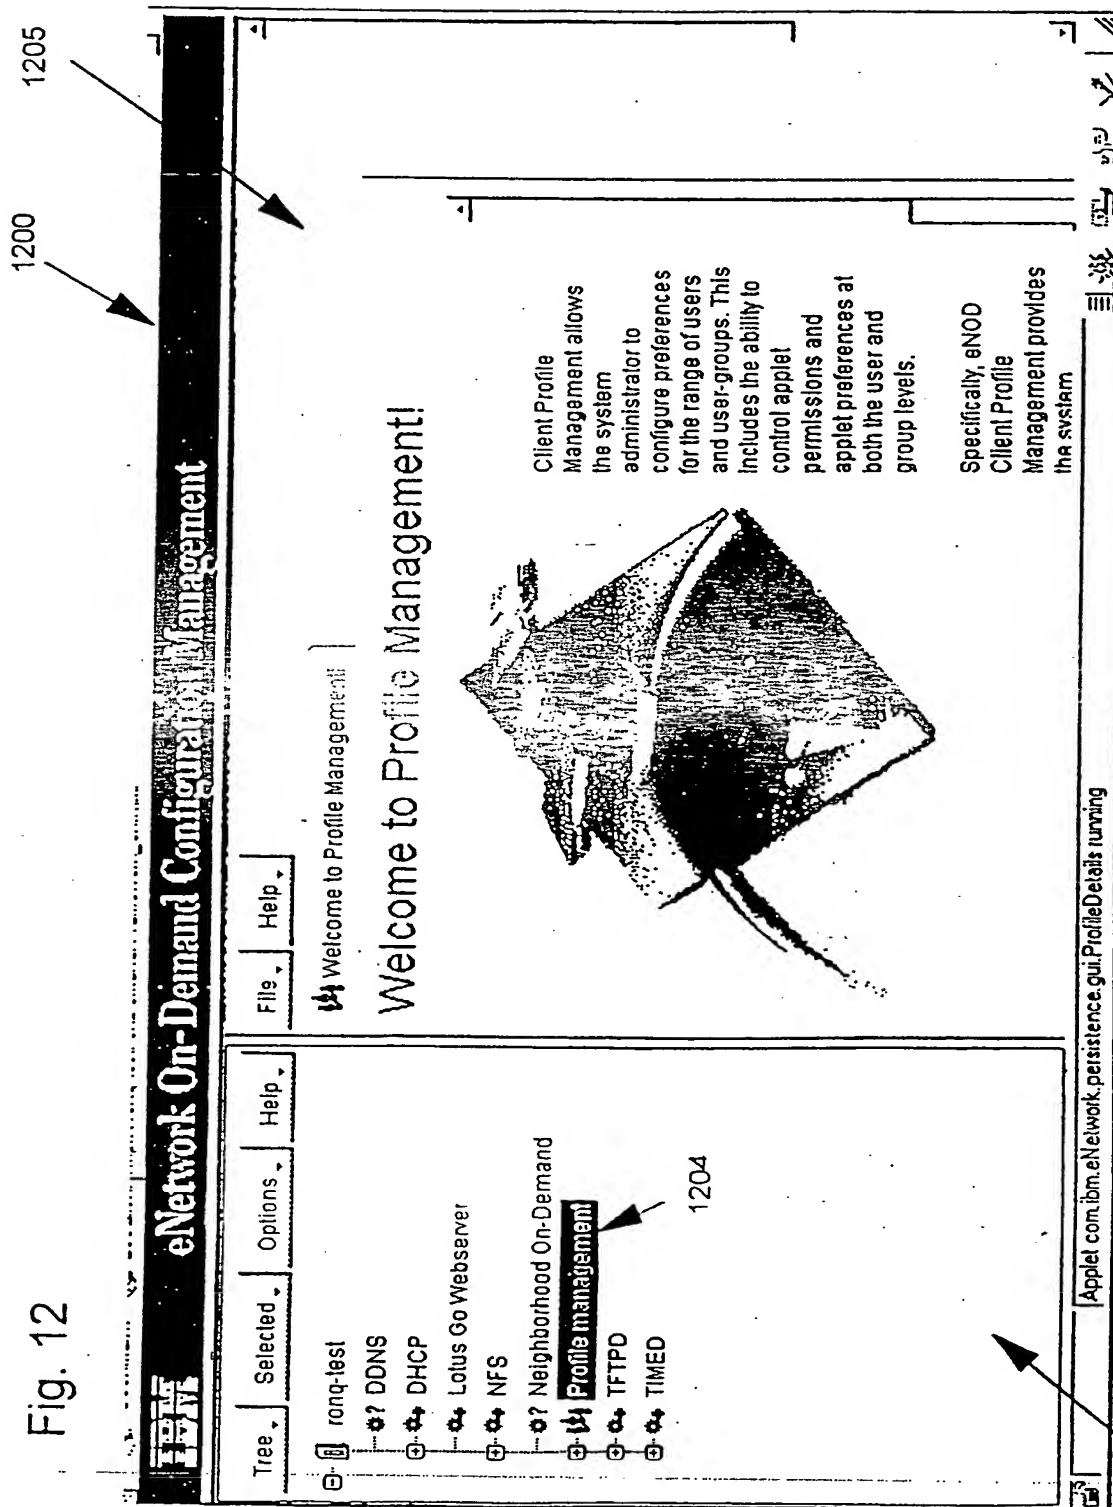 Fig. 12
1200
1205
IBM eNetwork On-Demand Configuration Management
Tree Selected Options Help
File Help
ronq-test
? DDNS
DHCP
Lotus Go Webserver
NFS
? Neighborhood On-Demand
Profile management
TFTPD
TIMED
1204
Welcome to Profile Management!
Welcome to Profile Management!
Client Profile
Management allows
the system
administrator to
configure preferences
for the range of users
and user-groups. This
includes the ability to
control applet
permissions and
applet preferences at
both the user and
group levels.
Specifically, eNOD
Client Profile
Management provides
the system
Applet com.ibm.eNetwork.persistence.gui.ProfileDetails running